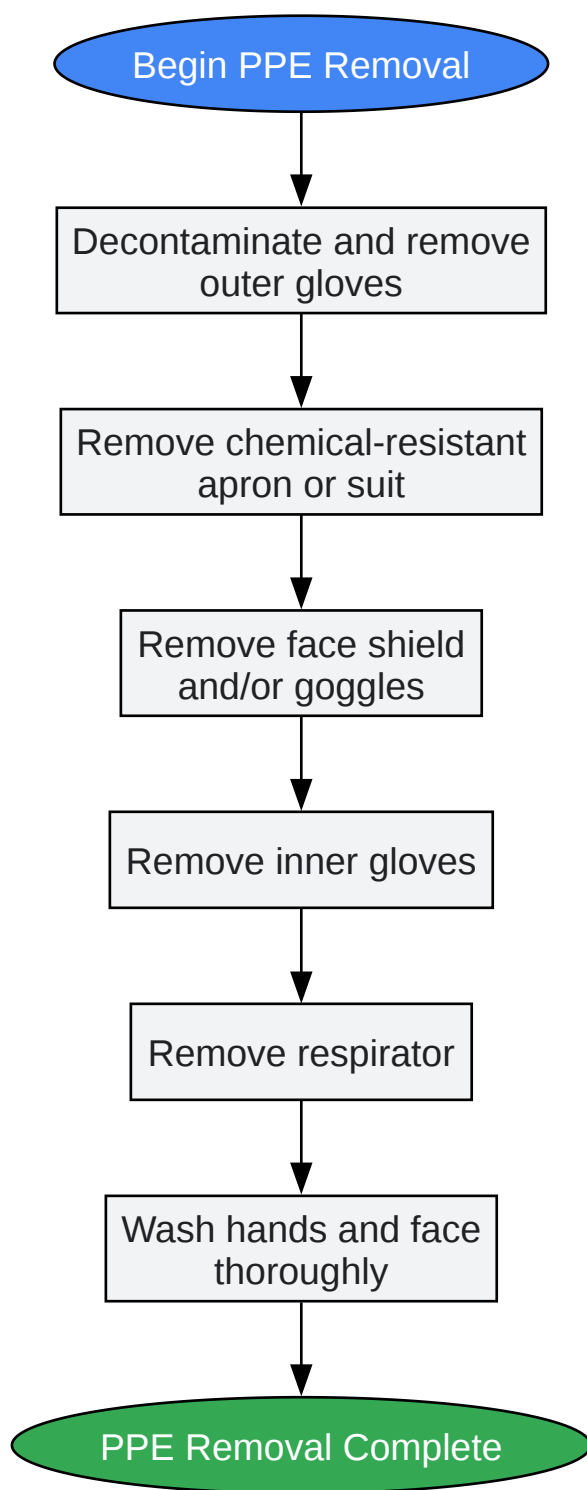 Begin PPE Removal
Decontaminate and remove
outer gloves
Remove chemical-resistant
apron or suit
Remove face shield
and/or goggles
Remove inner gloves
Remove respirator
Wash hands and face
thoroughly
PPE Removal Complete